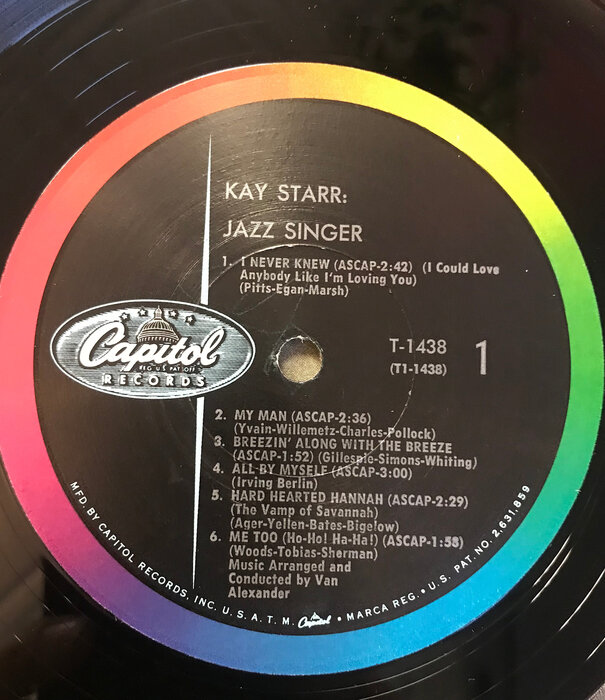 KAY STARR:
JAZZ SINGER
1. I NEVER KNEW (ASCAP-2:42) (I Could Love
Anybody Like I'm Loving You)
(Pitts-Egan-Marsh)
Capitol
REG U.S. PAT. OFF.
RECORDS
T-1438
(T1-1438)
1
2. MY MAN (ASCAP-2:36)
(Yvain-Willemetz-Charles-Pollock)
3. BREEZIN' ALONG WITH THE BREEZE
(ASCAP-1:52) (Gillespie-Simons-Whiting)
4. ALL BY MYSELF (ASCAP-3:00)
(Irving Berlin)
5. HARD HEARTED HANNAH (ASCAP-2:29)
(The Vamp of Savannah)
(Ager-Yellen-Bates-Bigelow)
6. ME TOO (Ho-Ho! Ha-Ha!) (ASCAP-1:58)
(Woods-Tobias-Sherman)
Music Arranged and
Conducted by Van
Alexander
MFD. BY CAPITOL RECORDS, INC. U.S.A. T.M. Capitol • MARCA REG. • U.S. PAT. NO. 2,631,859